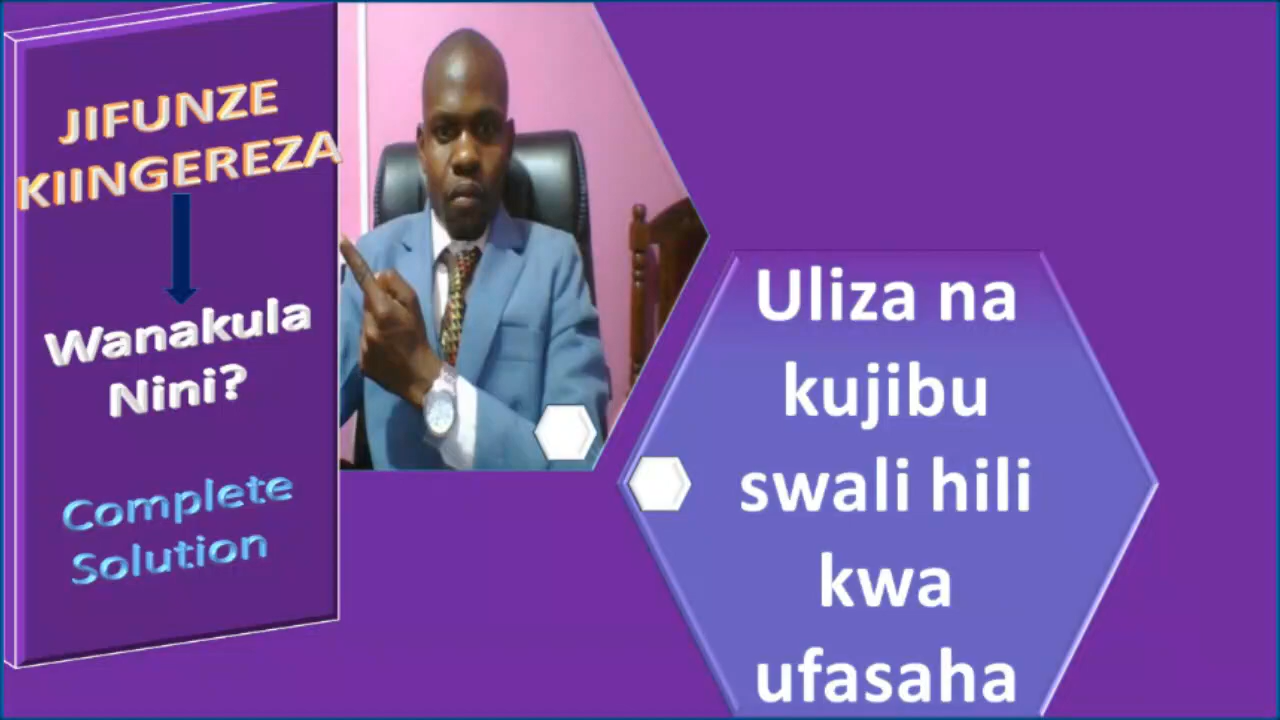 JIFUNZE
KIINGEREZA
Wanakula
Nini?
Complete
Solution
Uliza na
kujibu
swali hili
kwa
ufasaha